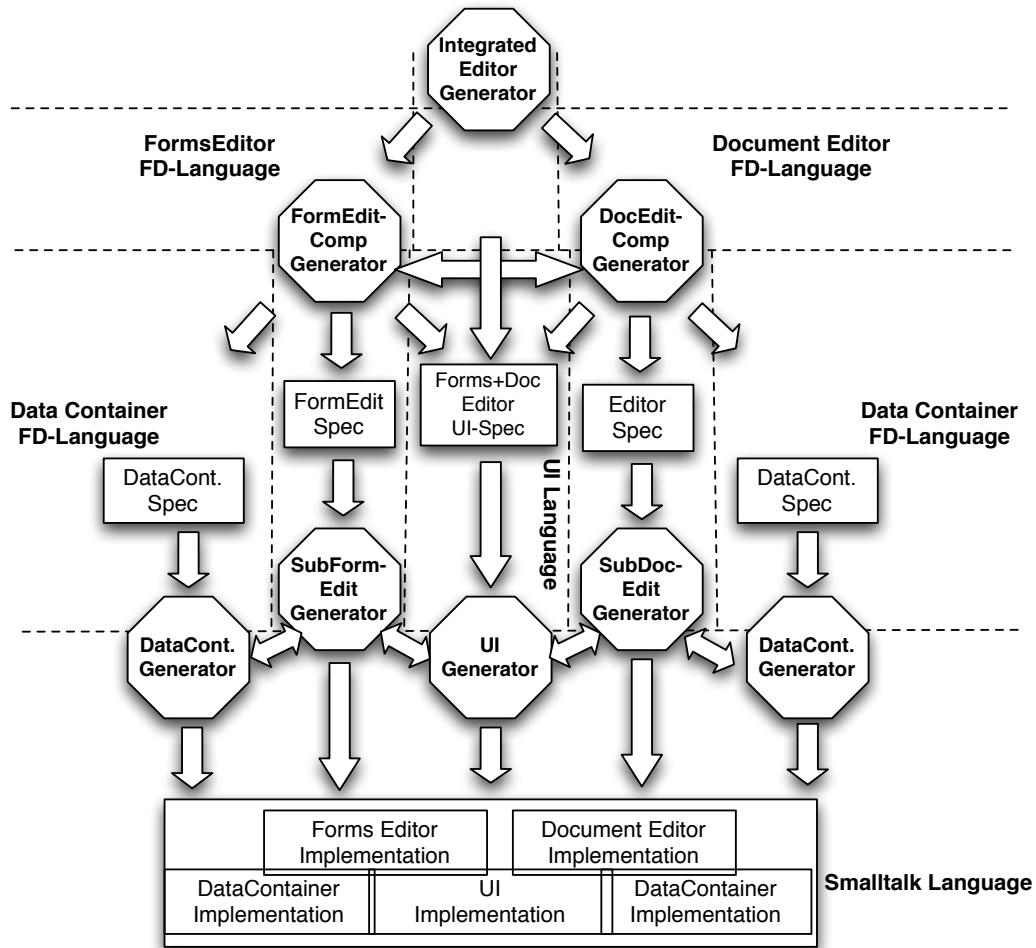 Integrated
Editor
Generator
FormsEditor
FD-Language
Document Editor
FD-Language
FormEdit-
Comp
Generator
DocEdit-
Comp
Generator
Data Container
FD-Language
FormEdit
Spec
Forms+Doc
Editor
UI-Spec
Editor
Spec
Data Container
FD-Language
DataCont.
Spec
UI Language
DataCont.
Spec
SubForm-
Edit
Generator
SubDoc-
Edit
Generator
DataCont.
Generator
UI
Generator
DataCont.
Generator
Forms Editor
Implementation
Document Editor
Implementation
DataContainer
Implementation
UI
Implementation
DataContainer
Implementation
Smalltalk Language